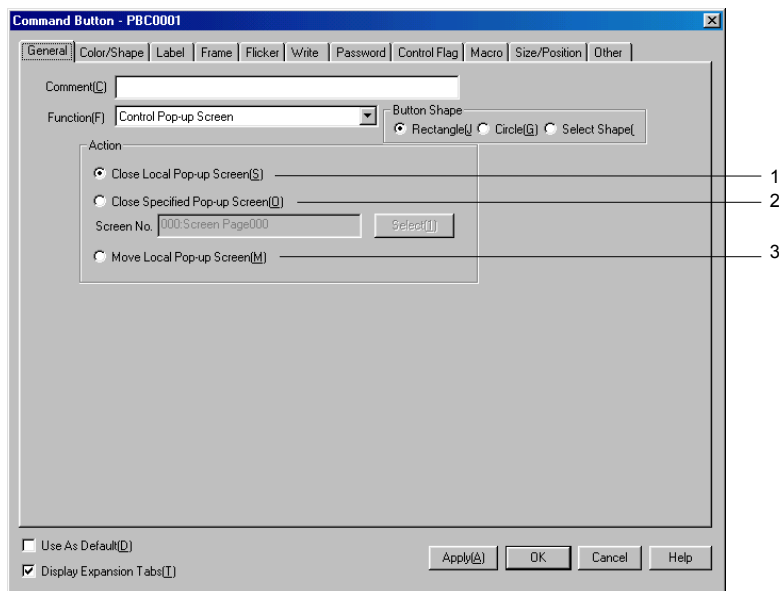 Command Button - PBC0001
General Color/Shape Label Frame Flicker Write Password Control Flag Macro Size/Position Other
Comment(C)
Function(F) Control Pop-up Screen
Button Shape
Rectangle(J Circle(G) Select Shape(
Action
Close Local Pop-up Screen(S) 1
Close Specified Pop-up Screen(O) 2
Screen No. 000:Screen Page000 Select(1)
Move Local Pop-up Screen(M) 3
Use As Default(D)
Display Expansion Tabs(T)
Apply(A) OK Cancel Help